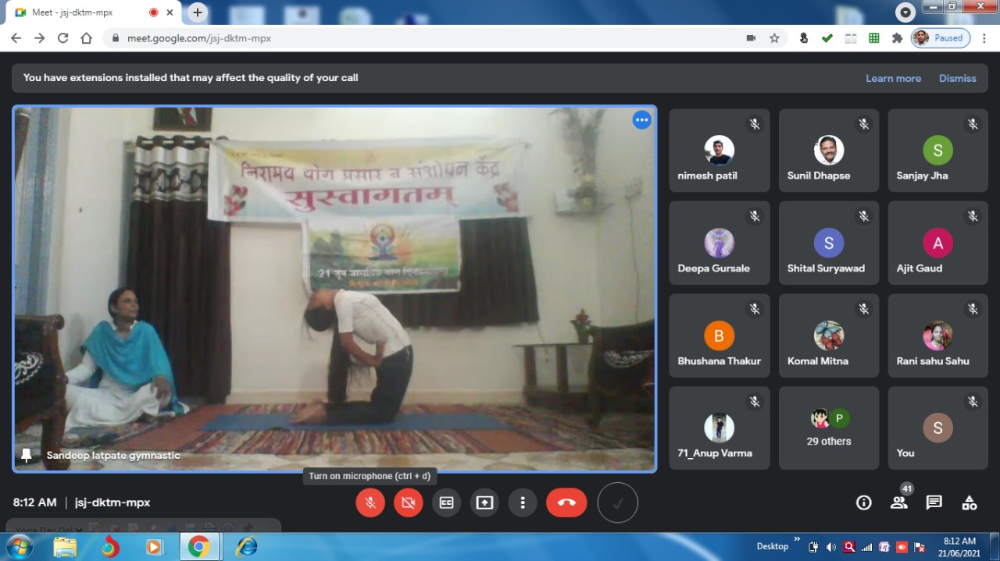 Meet - jsj-dktm-mpx
meet.google.com/jsj-dktm-mpx
Paused
You have extensions installed that may affect the quality of your call
Learn more
Dismiss
निरामय योग प्रसार व संशोधन केंद्र
सुस्वागतम्
21 जून जागतिक योग दिनानिमित्त
Sandeep latpate gymnastic
nimesh patil
Sunil Dhapse
S
Sanjay Jha
Deepa Gursale
S
Shital Suryawad
A
Ajit Gaud
B
Bhushana Thakur
Komal Mitna
Rani sahu Sahu
71_Anup Varma
P
29 others
S
You
Turn on microphone (ctrl + d)
8:12 AM | jsj-dktm-mpx
CC
41
Desktop
8:12 AM
21/06/2021